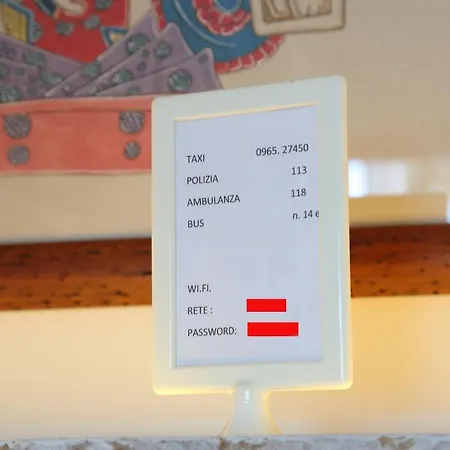 TAXI 0965. 27450
POLIZIA 113
AMBULANZA 118
BUS n. 14 e
WI.FI.
RETE :
PASSWORD: